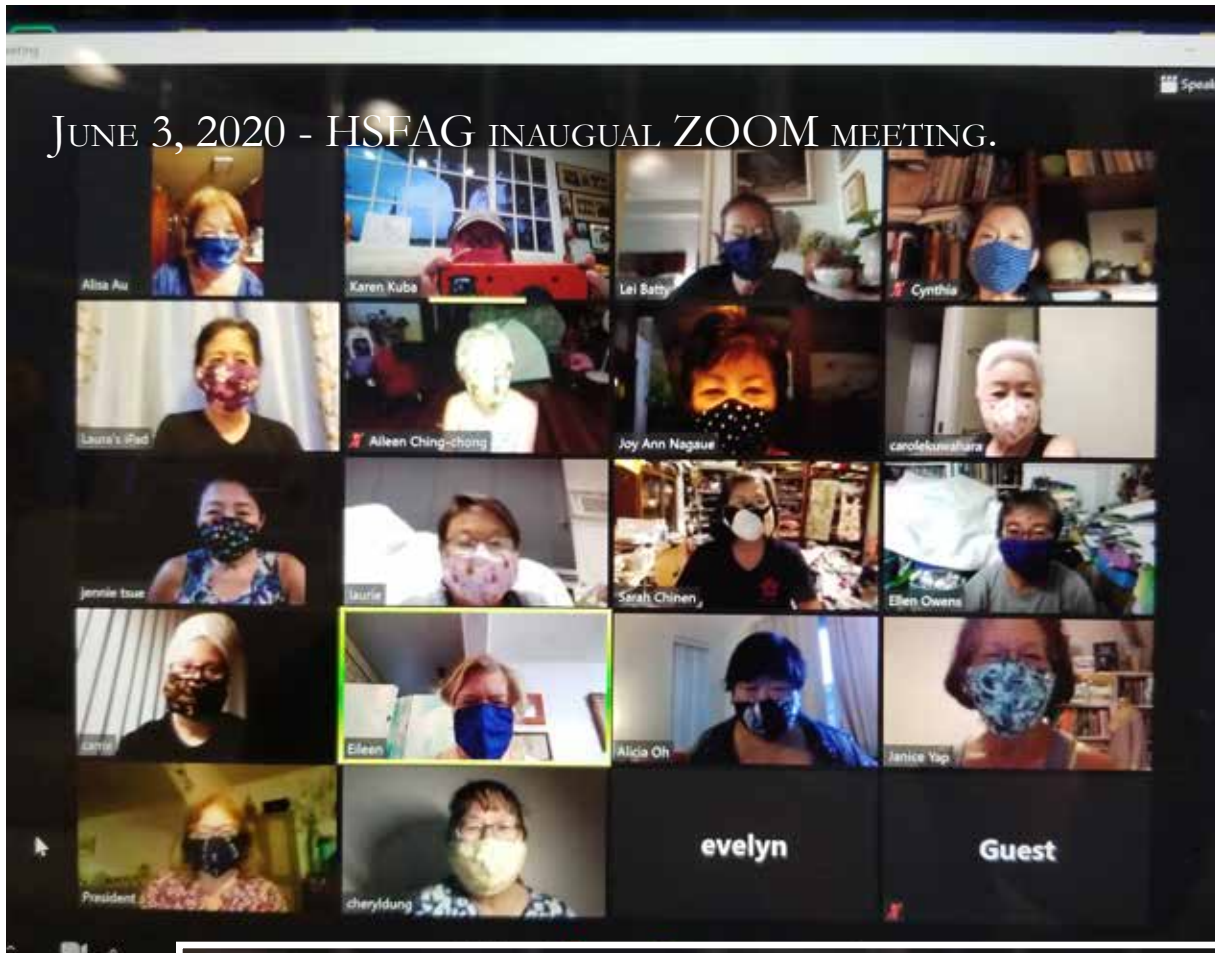 eeting
Speak
JUNE 3, 2020 - HSFAG INAUGUAL ZOOM MEETING.
Alisa Au
Karen Kuba
Lei Batty
Cynthia
Laura's iPad
Aileen Ching-chong
Joy Ann Nagaue
carolekuwahara
jennie tsue
laurie
Sarah Chinen
Ellen Owens
Eileen
Alicia Oh
Janice Yap
President
cheryldung
evelyn
Guest